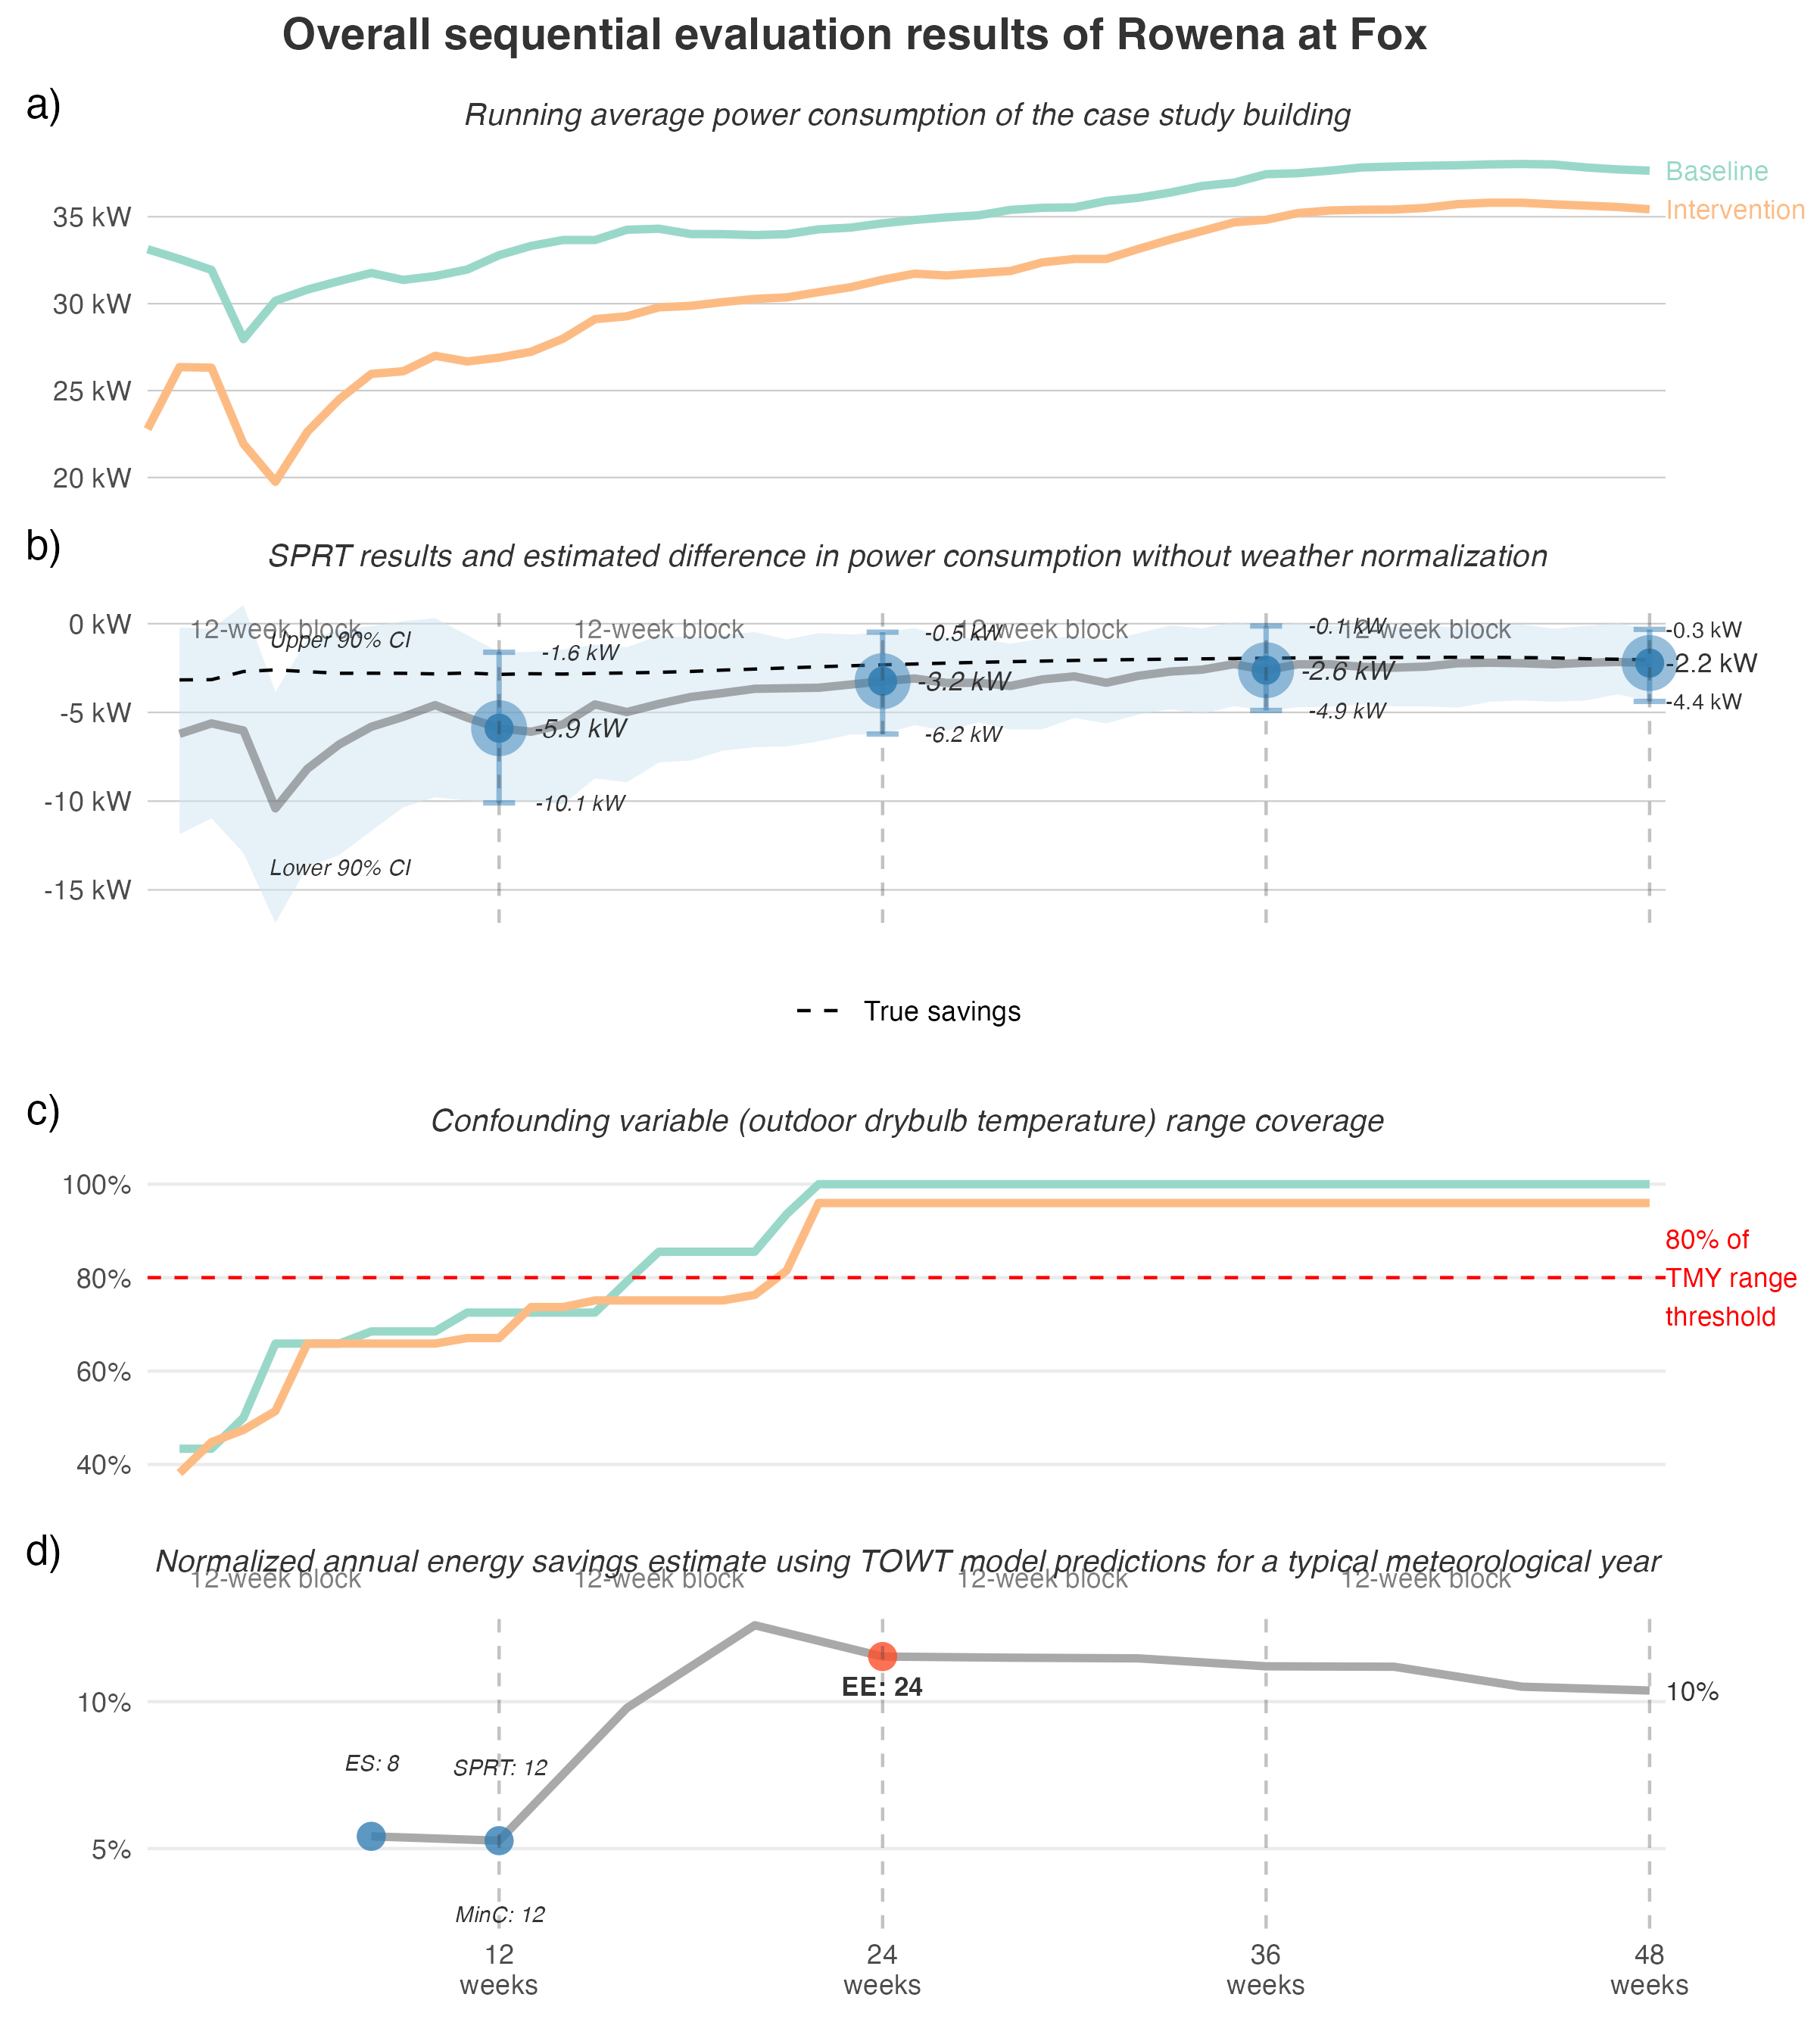 Overall sequential evaluation results of Rowena at Fox
a)
Running average power consumption of the case study building
35 kW
30 kW
25 kW
20 kW
Baseline
Intervention
b)
SPRT results and estimated difference in power consumption without weather normalization
0 kW
-5 kW
-10 kW
-15 kW
12-week block
12-week block
12-week block
12-week block
Upper 90% CI
Lower 90% CI
-1.6 kW
-5.9 kW
-10.1 kW
-0.5 kW
-3.2 kW
-6.2 kW
-0.1 kW
-2.6 kW
-4.9 kW
-0.3 kW
-2.2 kW
-4.4 kW
True savings
c)
Confounding variable (outdoor drybulb temperature) range coverage
100%
80%
60%
40%
80% of
TMY range
threshold
d)
Normalized annual energy savings estimate using TOWT model predictions for a typical meteorological year
12-week block
12-week block
12-week block
12-week block
10%
5%
ES: 8
SPRT: 12
MinC: 12
EE: 24
10%
12
weeks
24
weeks
36
weeks
48
weeks